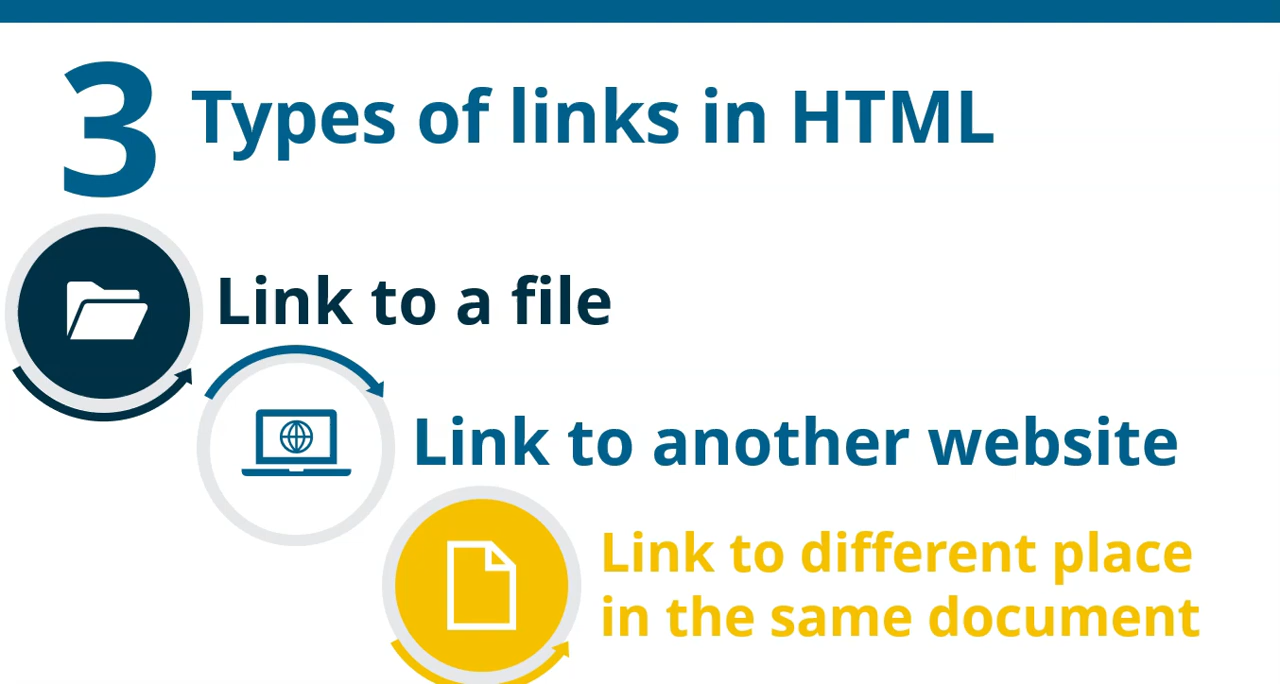 3 Types of links in HTML
Link to a file
Link to another website
Link to different place
in the same document